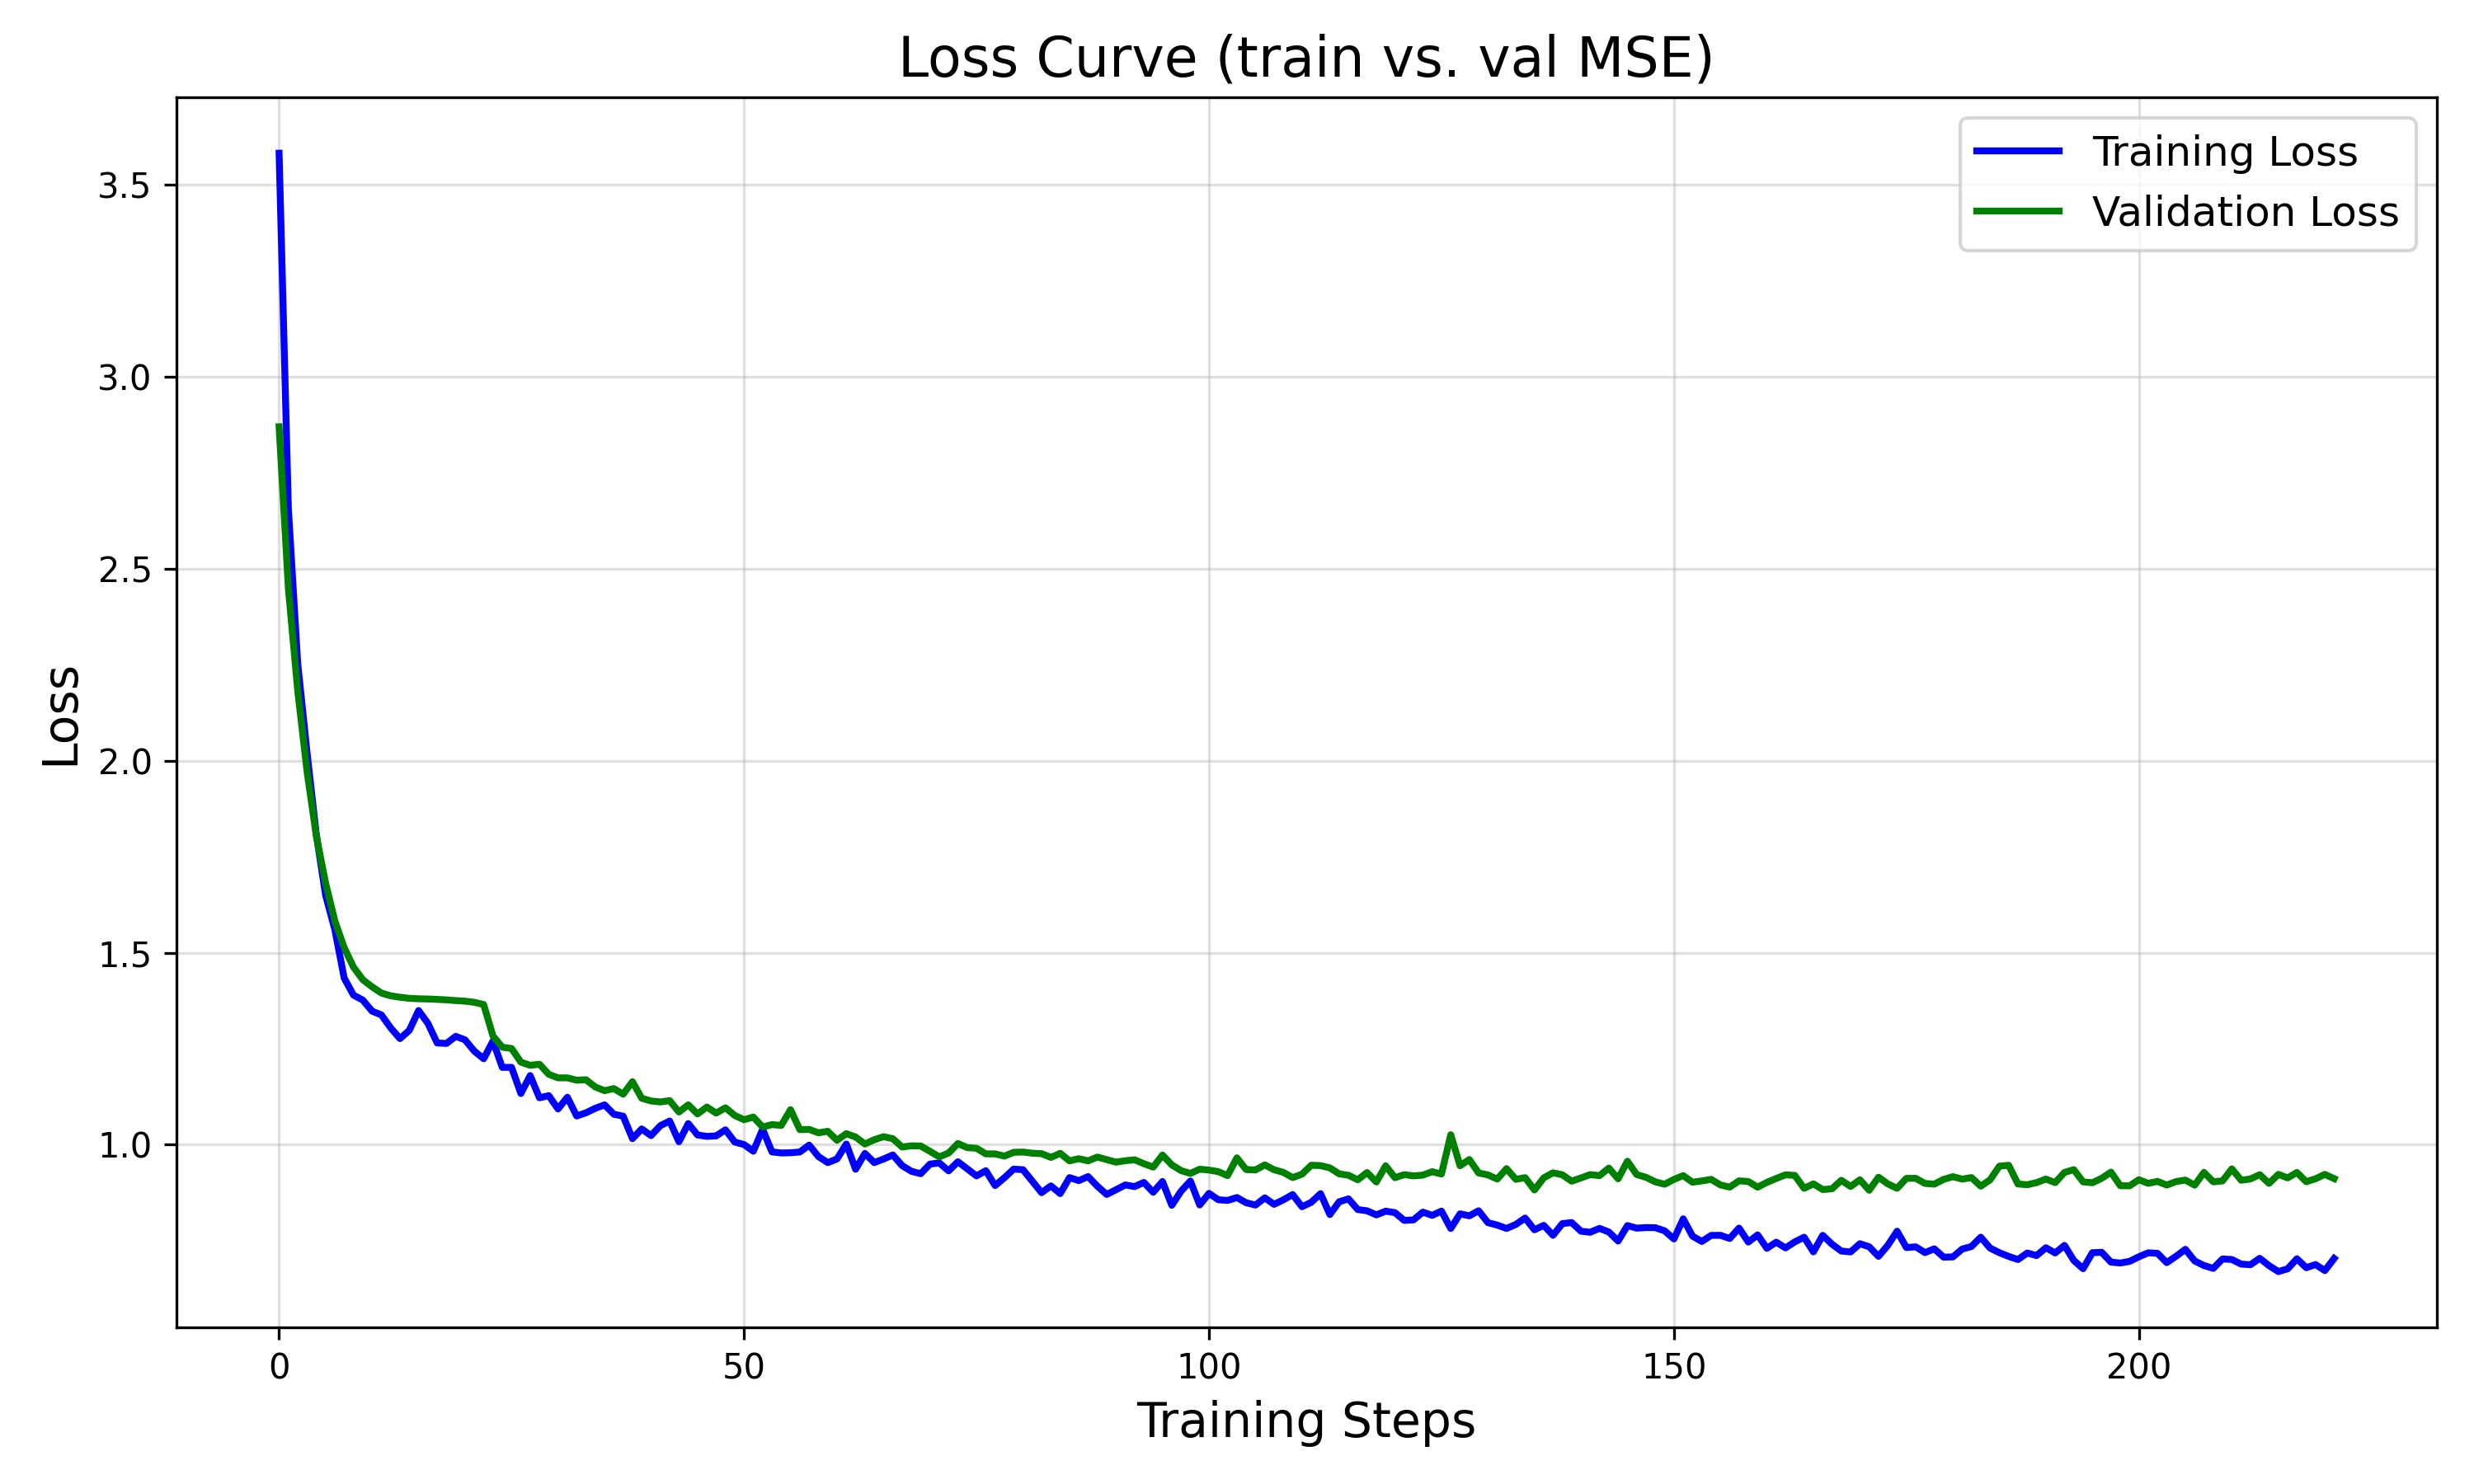 Loss Curve (train vs. val MSE)
Training Loss
Validation Loss
3.5
3.0
2.5
2.0
1.5
1.0
Loss
0
50
100
150
200
Training Steps